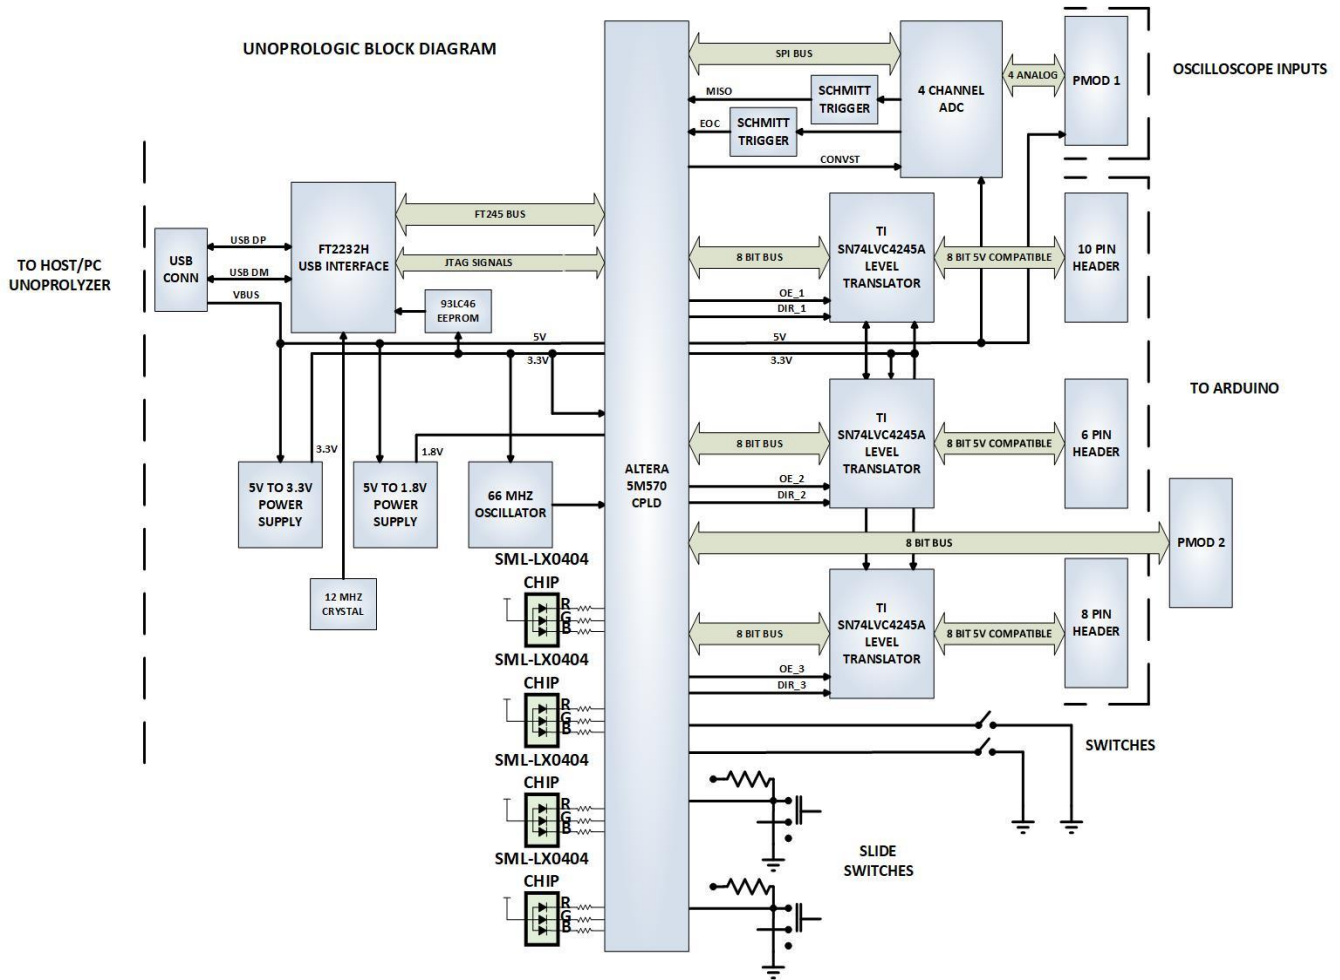 UNOPROLOGIC BLOCK DIAGRAM
SPI BUS
MISO
SCHMITT
TRIGGER
EOC
SCHMITT
TRIGGER
CONVST
4 CHANNEL
ADC
4 ANALOG
PMOD 1
OSCILLOSCOPE INPUTS
TO HOST/PC
UNOPROLYZER
USB
CONN
USB DP
USB DM
VBUS
FT2232H
USB INTERFACE
FT245 BUS
JTAG SIGNALS
93LC46
EEPROM
5V
3.3V
5V
3.3V
3.3V
1.8V
5V TO 3.3V
POWER
SUPPLY
5V TO 1.8V
POWER
SUPPLY
66 MHZ
OSCILLATOR
12 MHZ
CRYSTAL
ALTERA
5M570
CPLD
8 BIT BUS
OE_1
DIR_1
TI
SN74LVC4245A
LEVEL
TRANSLATOR
8 BIT 5V COMPATIBLE
10 PIN
HEADER
TO ARDUINO
8 BIT BUS
OE_2
DIR_2
TI
SN74LVC4245A
LEVEL
TRANSLATOR
8 BIT 5V COMPATIBLE
6 PIN
HEADER
8 BIT BUS
PMOD 2
8 BIT BUS
OE_3
DIR_3
TI
SN74LVC4245A
LEVEL
TRANSLATOR
8 BIT 5V COMPATIBLE
8 PIN
HEADER
SML-LX0404
CHIP
R
G
B
SML-LX0404
CHIP
R
G
B
SML-LX0404
CHIP
R
G
B
SML-LX0404
CHIP
R
G
B
SWITCHES
SLIDE
SWITCHES